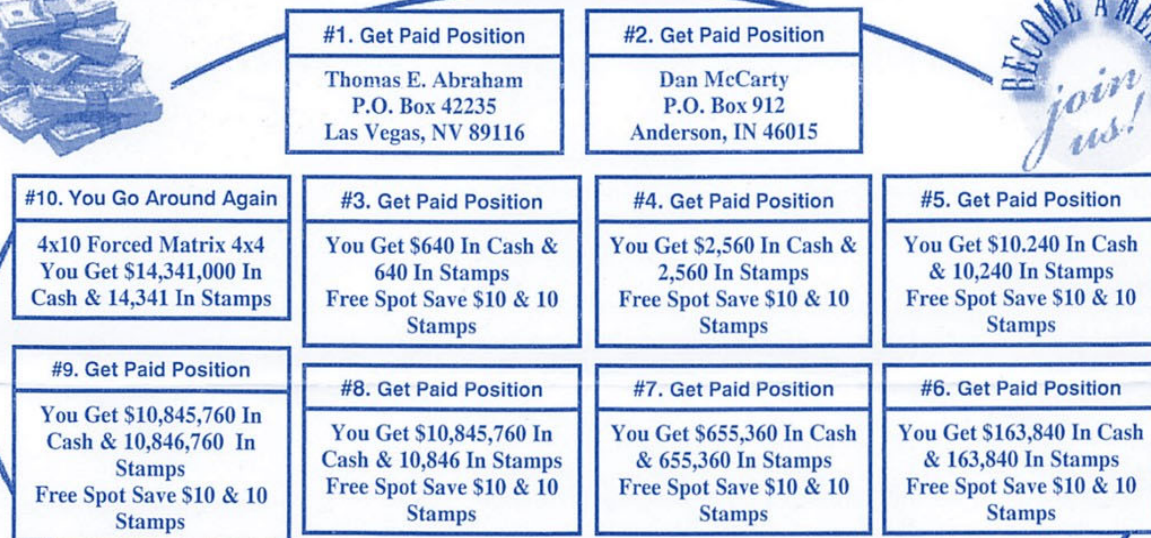 #1. Get Paid Position
Thomas E. Abraham
P.O. Box 42235
Las Vegas, NV 89116
#2. Get Paid Position
Dan McCarty
P.O. Box 912
Anderson, IN 46015
BECOME A ME
join
us!
#10. You Go Around Again
4x10 Forced Matrix 4x4
You Get $14,341,000 In
Cash & 14,341 In Stamps
#3. Get Paid Position
You Get $640 In Cash &
640 In Stamps
Free Spot Save $10 & 10
Stamps
#4. Get Paid Position
You Get $2,560 In Cash &
2,560 In Stamps
Free Spot Save $10 & 10
Stamps
#5. Get Paid Position
You Get $10.240 In Cash
& 10,240 In Stamps
Free Spot Save $10 & 10
Stamps
#9. Get Paid Position
You Get $10,845,760 In
Cash & 10,846,760 In
Stamps
Free Spot Save $10 & 10
Stamps
#8. Get Paid Position
You Get $10,845,760 In
Cash & 10,846 In Stamps
Free Spot Save $10 & 10
Stamps
#7. Get Paid Position
You Get $655,360 In Cash
& 655,360 In Stamps
Free Spot Save $10 & 10
Stamps
#6. Get Paid Position
You Get $163,840 In Cash
& 163,840 In Stamps
Free Spot Save $10 & 10
Stamps